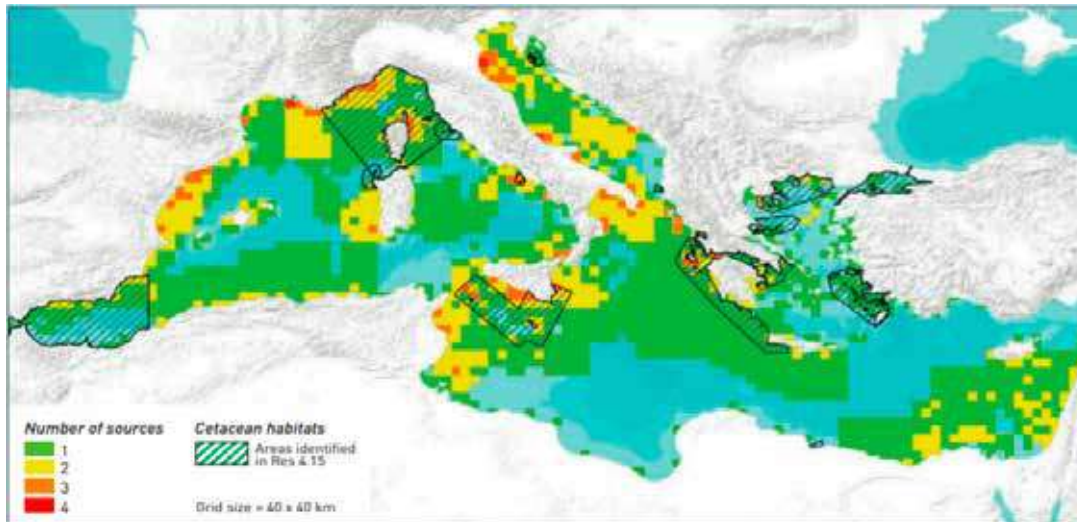 Number of sources
1
2
3
4
Cetacean habitats
Areas identified
in Res 4.15
Grid size = 40 x 40 km